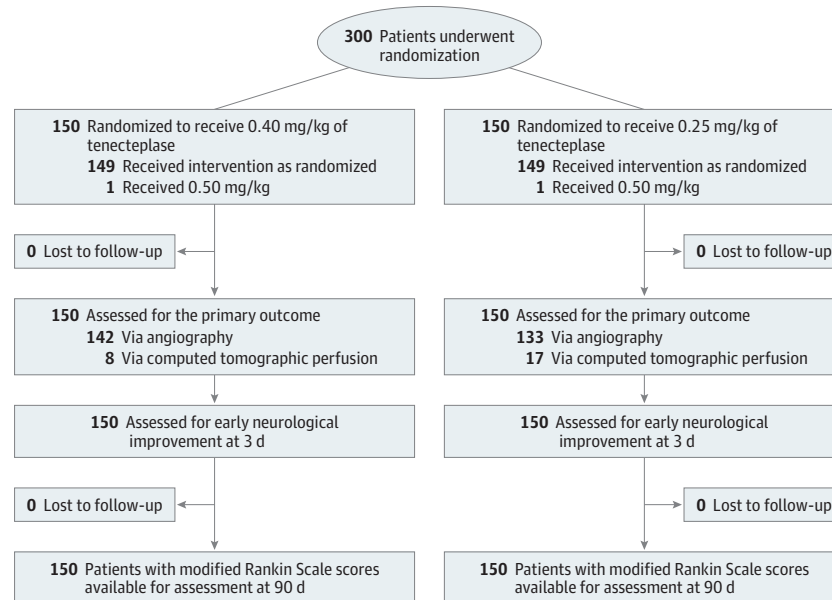 300 Patients underwent
randomization
150 Randomized to receive 0.40 mg/kg of
tenecteplase
149 Received intervention as randomized
1 Received 0.50 mg/kg
150 Randomized to receive 0.25 mg/kg of
tenecteplase
149 Received intervention as randomized
1 Received 0.50 mg/kg
0 Lost to follow-up
0 Lost to follow-up
150 Assessed for the primary outcome
142 Via angiography
8 Via computed tomographic perfusion
150 Assessed for the primary outcome
133 Via angiography
17 Via computed tomographic perfusion
150 Assessed for early neurological
improvement at 3 d
150 Assessed for early neurological
improvement at 3 d
0 Lost to follow-up
0 Lost to follow-up
150 Patients with modified Rankin Scale scores
available for assessment at 90 d
150 Patients with modified Rankin Scale scores
available for assessment at 90 d